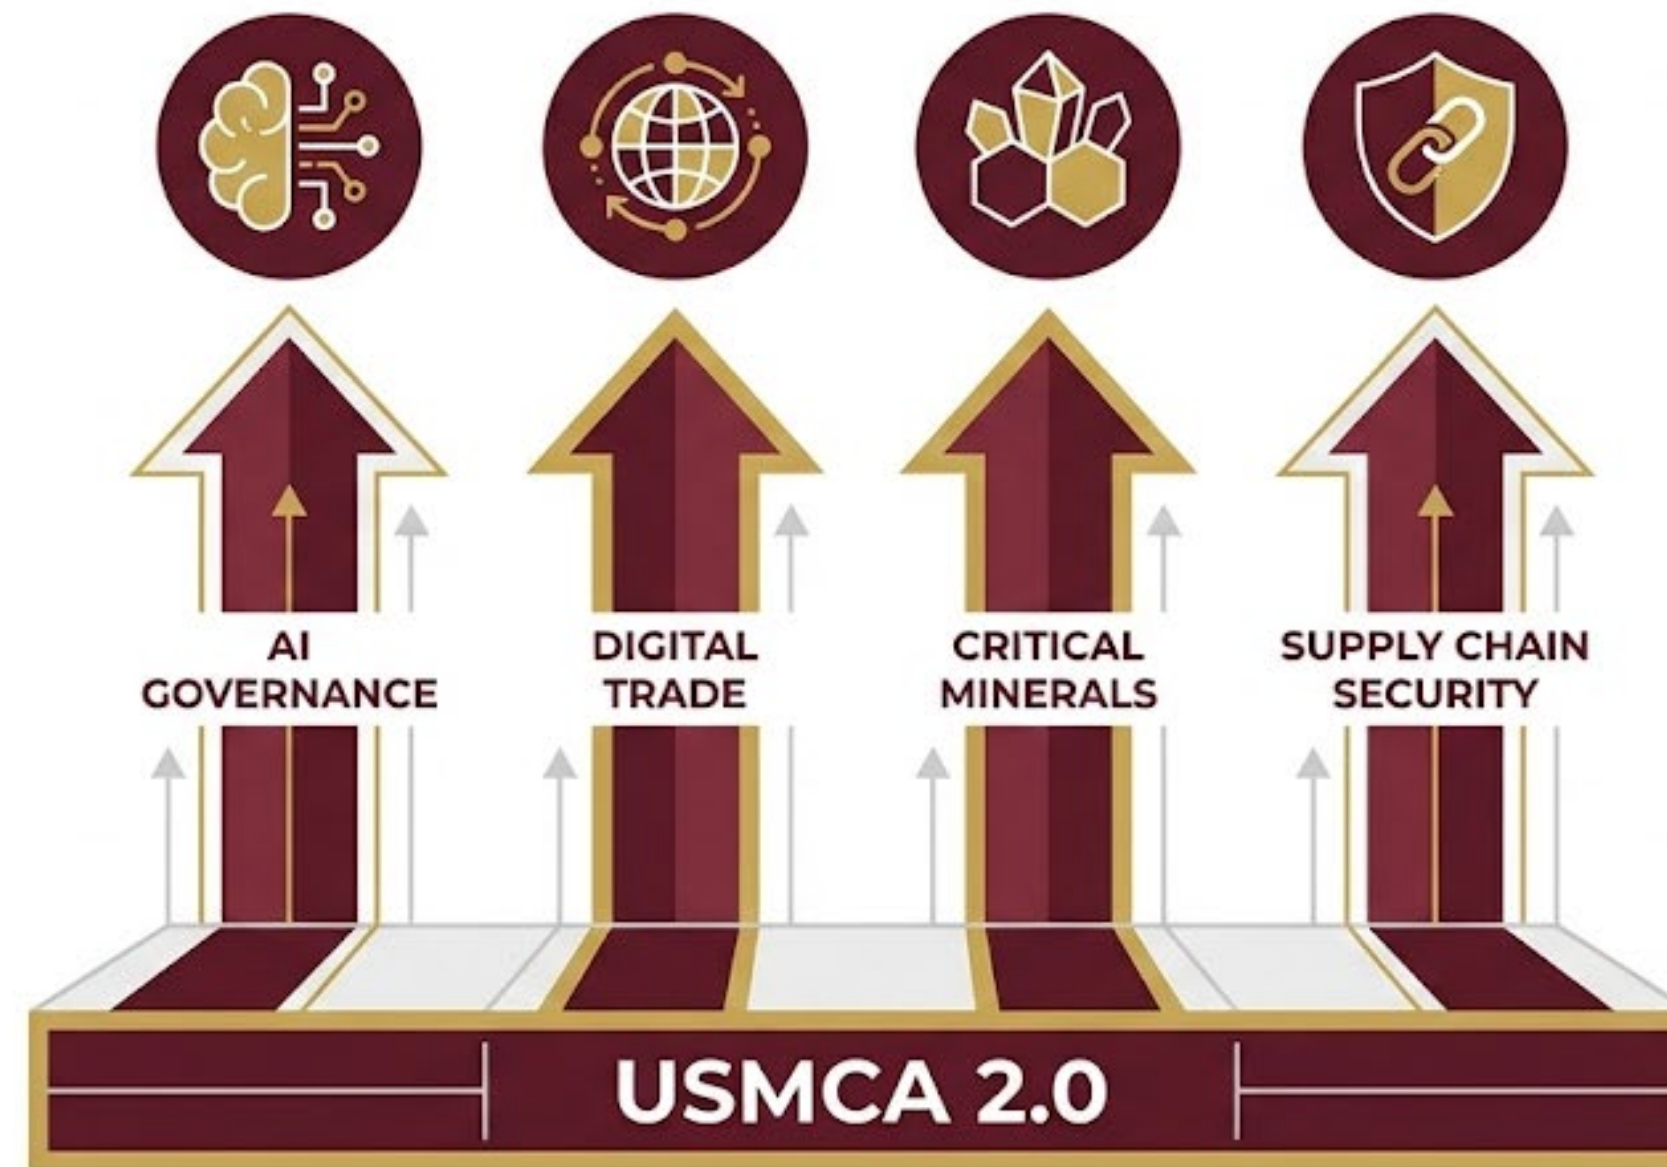 AI
GOVERNANCE
DIGITAL
TRADE
CRITICAL
MINERALS
SUPPLY CHAIN
SECURITY
USMCA 2.0